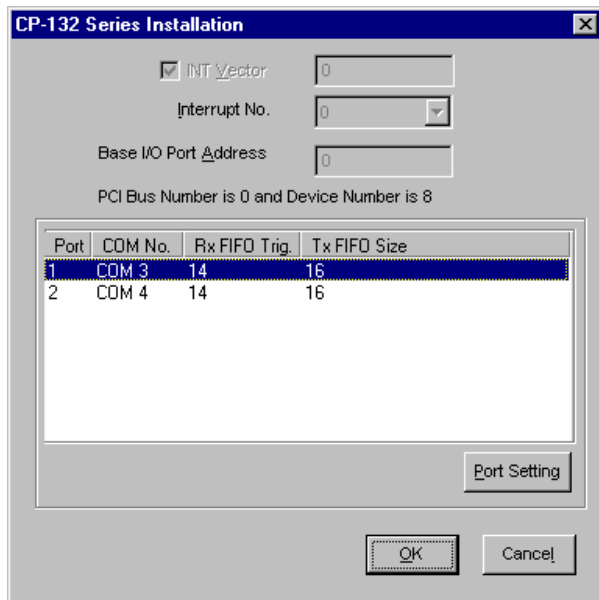 CP-132 Series Installation
INT Vector 0
Interrupt No. 0
Base I/O Port Address 0
PCI Bus Number is 0 and Device Number is 8
Port COM No. Rx FIFO Trig. Tx FIFO Size
1 COM 3 14 16
2 COM 4 14 16
Port Setting
OK Cancel